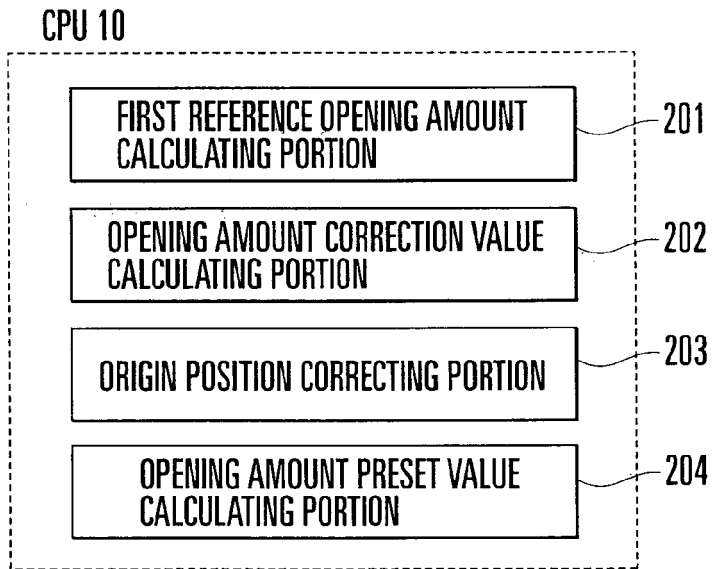 CPU 10
FIRST REFERENCE OPENING AMOUNT
CALCULATING PORTION
201
OPENING AMOUNT CORRECTION VALUE
CALCULATING PORTION
202
ORIGIN POSITION CORRECTING PORTION
203
OPENING AMOUNT PRESET VALUE
CALCULATING PORTION
204